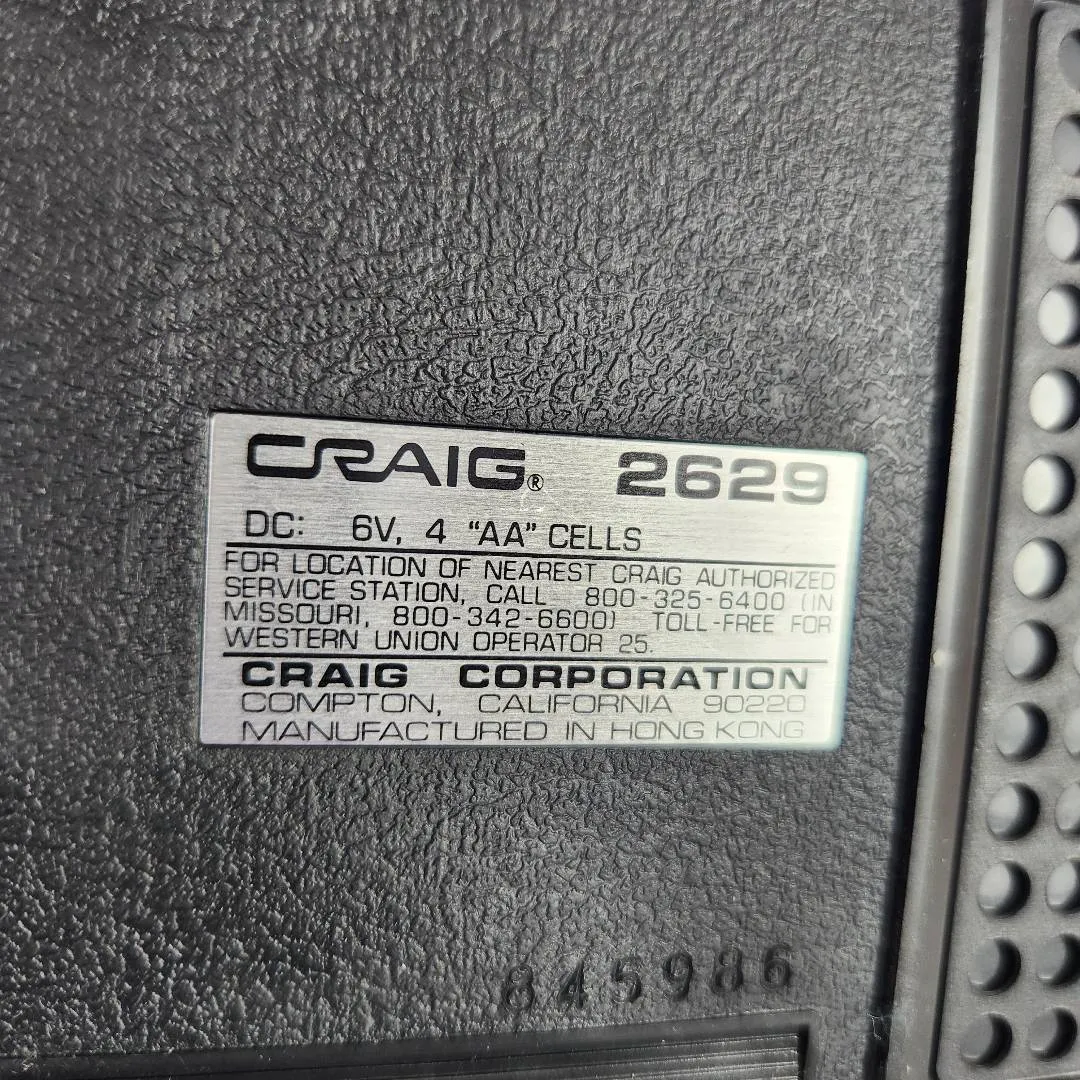 CRAIG® 2629
DC: 6V, 4 "AA" CELLS
FOR LOCATION OF NEAREST CRAIG AUTHORIZED
SERVICE STATION, CALL 800-325-6400 (IN
MISSOURI, 800-342-6600) TOLL-FREE FOR
WESTERN UNION OPERATOR 25.
CRAIG CORPORATION
COMPTON, CALIFORNIA 90220
MANUFACTURED IN HONG KONG
845986